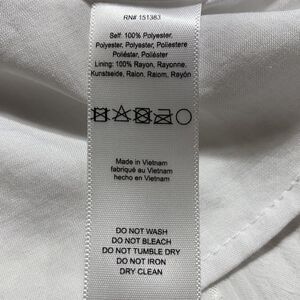 RN# 151363
Self: 100% Polyester,
Polyester, Polyester, Poliestere
Poliéster, Poliéster
Lining: 100% Rayon, Rayonne,
Kunstseide, Raion, Raiom, Rayón
Made in Vietnam
fabriqué au Vietnam
hecho en Vietnam
DO NOT WASH
DO NOT BLEACH
DO NOT TUMBLE DRY
DO NOT IRON
DRY CLEAN